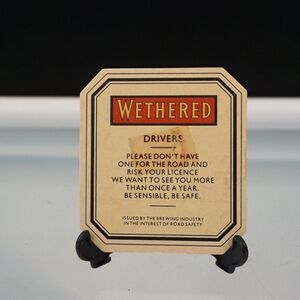 WETHERED
DRIVERS
PLEASE DON'T HAVE
ONE FOR THE ROAD AND
RISK YOUR LICENCE
WE WANT TO SEE YOU MORE
THAN ONCE A YEAR.
BE SENSIBLE, BE SAFE.
ISSUED BY THE BREWING INDUSTRY
IN THE INTEREST OF ROAD SAFETY